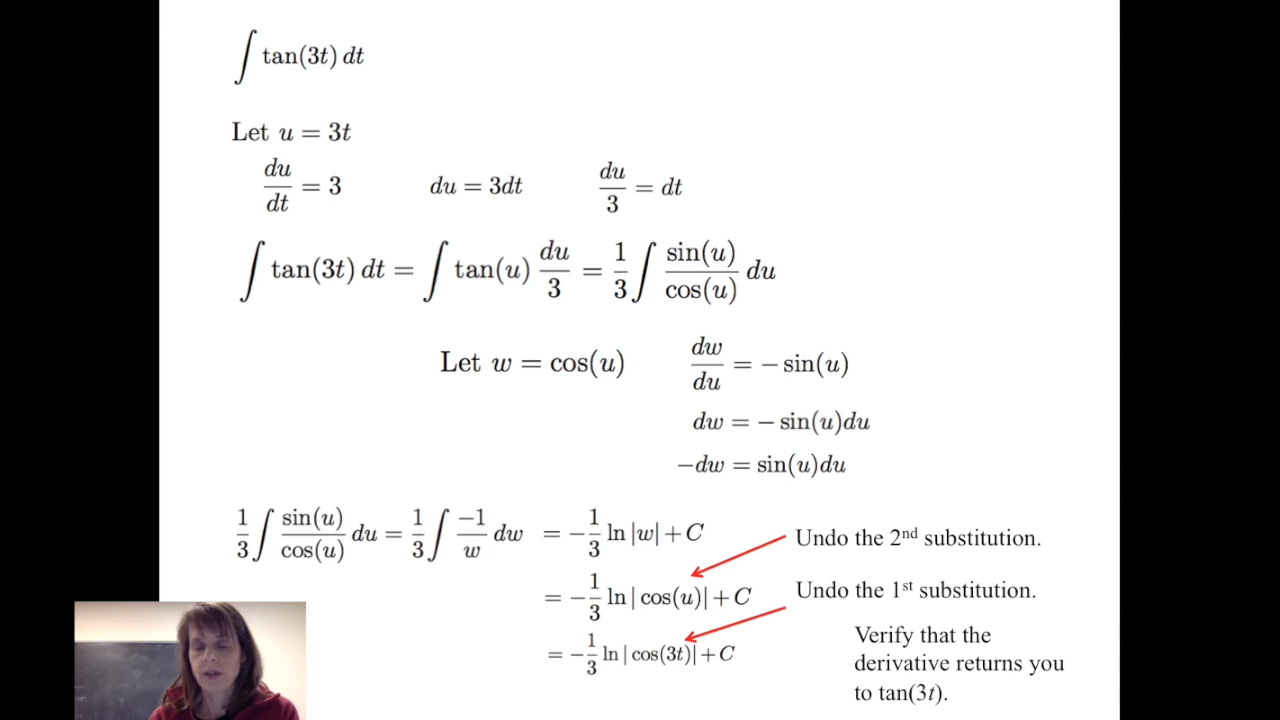 ∫ tan(3t) dt
Let u = 3t
du/dt = 3    du = 3dt    du/3 = dt
∫ tan(3t) dt = ∫ tan(u) du/3 = 1/3 ∫ sin(u)/cos(u) du
Let w = cos(u)    dw/du = − sin(u)
dw = − sin(u)du
−dw = sin(u)du
1/3 ∫ sin(u)/cos(u) du = 1/3 ∫ −1/w dw = −1/3 ln |w| + C
Undo the 2nd substitution.
= −1/3 ln | cos(u)| + C
Undo the 1st substitution.
= −1/3 ln | cos(3t)| + C
Verify that the
derivative returns you
to tan(3t).